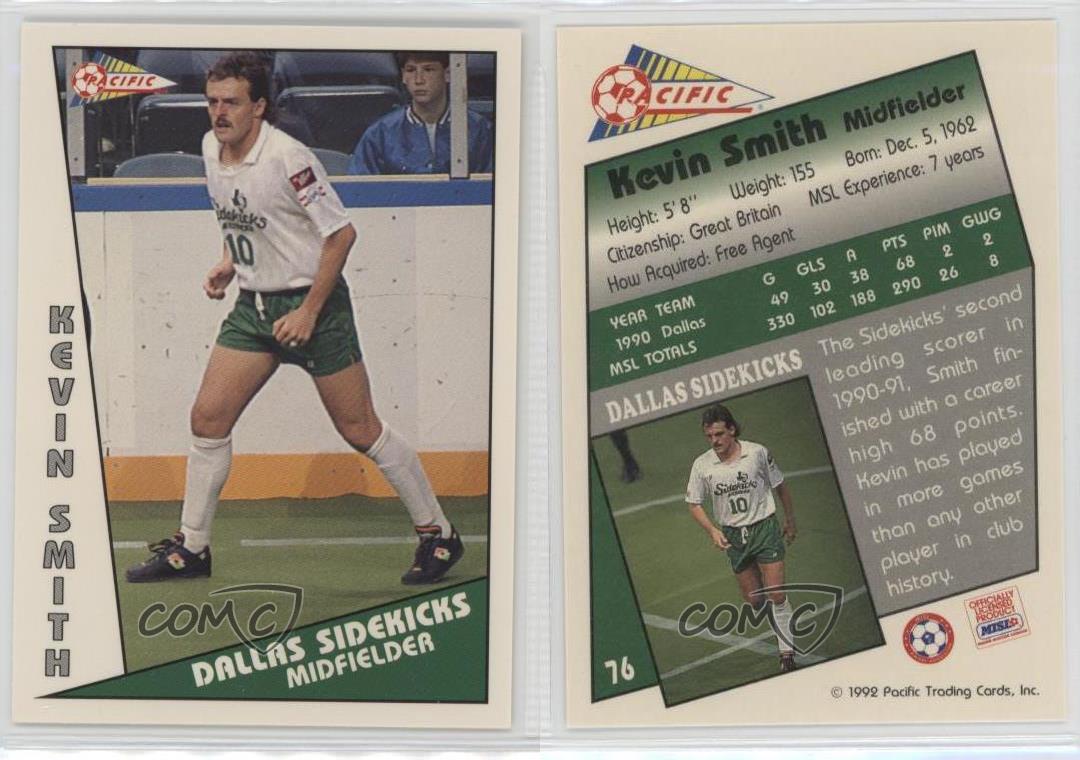 PACIFIC
KEVIN SMITH
Sidekicks
10
DALLAS SIDEKICKS
MIDFIELDER
COMC
PACIFIC
Kevin Smith Midfielder
Height: 5' 8" Weight: 155 Born: Dec. 5, 1962
Citizenship: Great Britain MSL Experience: 7 years
How Acquired: Free Agent
YEAR TEAM G GLS A PTS PIM GWG
1990 Dallas 49 30 38 68 2 2
MSL TOTALS 330 102 188 290 26 8
DALLAS SIDEKICKS
The Sidekicks' second
leading scorer in
1990-91, Smith fin-
ished with a career
high 68 points.
Kevin has played
in more games
than any other
player in club
history.
Sidekicks
10
COMC
76
OFFICIALLY
LICENSED
PRODUCT
MISL
© 1992 Pacific Trading Cards, Inc.